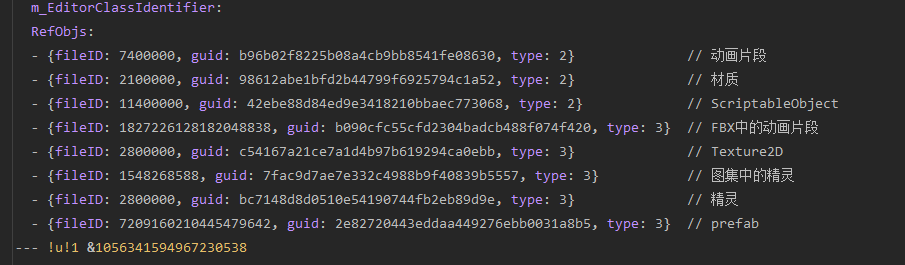 m_EditorClassIdentifier:
RefObjs:
- {fileID: 7400000, guid: b96b02f8225b08a4cb9bb8541fe08630, type: 2} // 动画片段
- {fileID: 2100000, guid: 98612abe1bfd2b44799f6925794c1a52, type: 2} // 材质
- {fileID: 11400000, guid: 42ebe88d84ed9e3418210bbaec773068, type: 2} // ScriptableObject
- {fileID: 1827226128182048838, guid: b090cfc55cfd2304badcb488f074f420, type: 3} // FBX中的动画片段
- {fileID: 2800000, guid: c54167a21ce7a1d4b97b619294ca0ebb, type: 3} // Texture2D
- {fileID: 1548268588, guid: 7fac9d7ae7e332c4988b9f40839b5557, type: 3} // 图集中的精灵
- {fileID: 2800000, guid: bc7148d8d0510e54190744fb2eb89d9e, type: 3} // 精灵
- {fileID: 7209160210445479642, guid: 2e82720443eddaa449276ebb0031a8b5, type: 3} // prefab
--- !u!1 &1056341594967230538